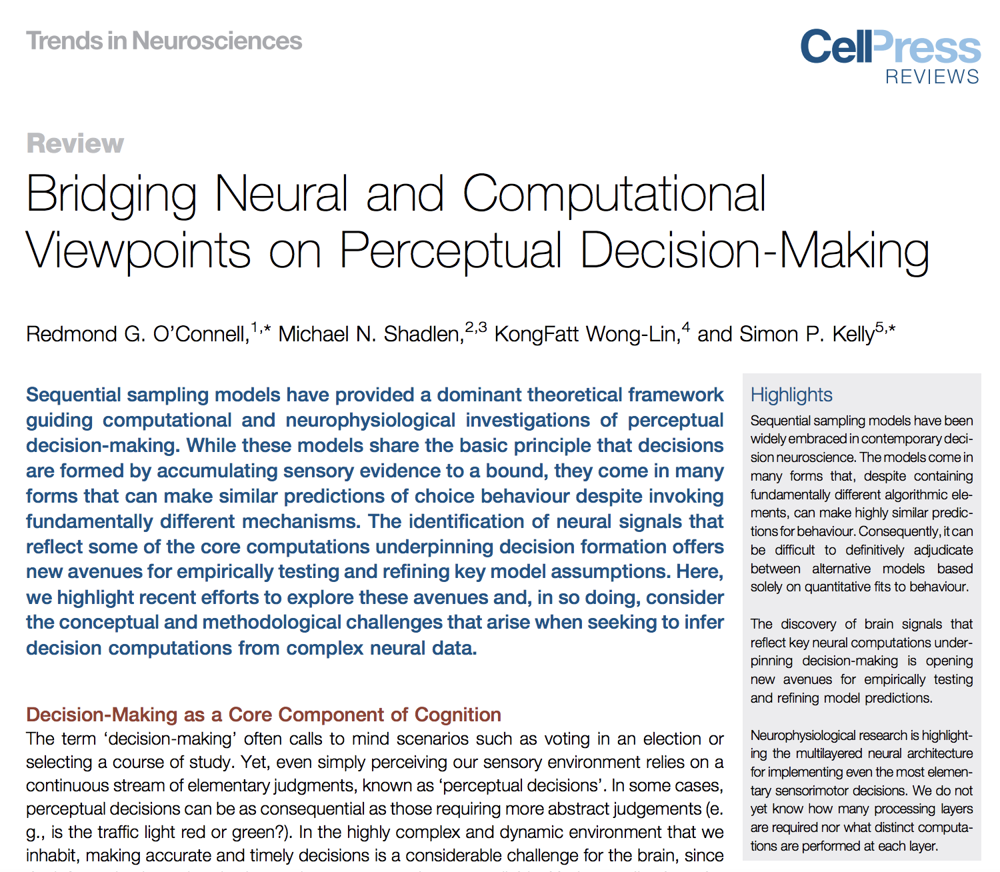 Trends in Neurosciences
CellPress
REVIEWS
Review
Bridging Neural and Computational
Viewpoints on Perceptual Decision-Making
Redmond G. O’Connell,1,* Michael N. Shadlen,2,3 KongFatt Wong-Lin,4 and Simon P. Kelly5,*
Sequential sampling models have provided a dominant theoretical framework
guiding computational and neurophysiological investigations of perceptual
decision-making. While these models share the basic principle that decisions
are formed by accumulating sensory evidence to a bound, they come in many
forms that can make similar predictions of choice behaviour despite invoking
fundamentally different mechanisms. The identification of neural signals that
reflect some of the core computations underpinning decision formation offers
new avenues for empirically testing and refining key model assumptions. Here,
we highlight recent efforts to explore these avenues and, in so doing, consider
the conceptual and methodological challenges that arise when seeking to infer
decision computations from complex neural data.
Decision-Making as a Core Component of Cognition
The term ‘decision-making’ often calls to mind scenarios such as voting in an election or
selecting a course of study. Yet, even simply perceiving our sensory environment relies on a
continuous stream of elementary judgments, known as ‘perceptual decisions’. In some cases,
perceptual decisions can be as consequential as those requiring more abstract judgements (e.
g., is the traffic light red or green?). In the highly complex and dynamic environment that we
inhabit, making accurate and timely decisions is a considerable challenge for the brain, since
Highlights
Sequential sampling models have been
widely embraced in contemporary deci-
sion neuroscience. The models come in
many forms that, despite containing
fundamentally different algorithmic ele-
ments, can make highly similar predic-
tions for behaviour. Consequently, it can
be difficult to definitively adjudicate
between alternative models based
solely on quantitative fits to behaviour.
The discovery of brain signals that
reflect key neural computations under-
pinning decision-making is opening
new avenues for empirically testing
and refining model predictions.
Neurophysiological research is highlight-
ing the multilayered neural architecture
for implementing even the most elemen-
tary sensorimotor decisions. We do not
yet know how many processing layers
are required nor what distinct computa-
tions are performed at each layer.